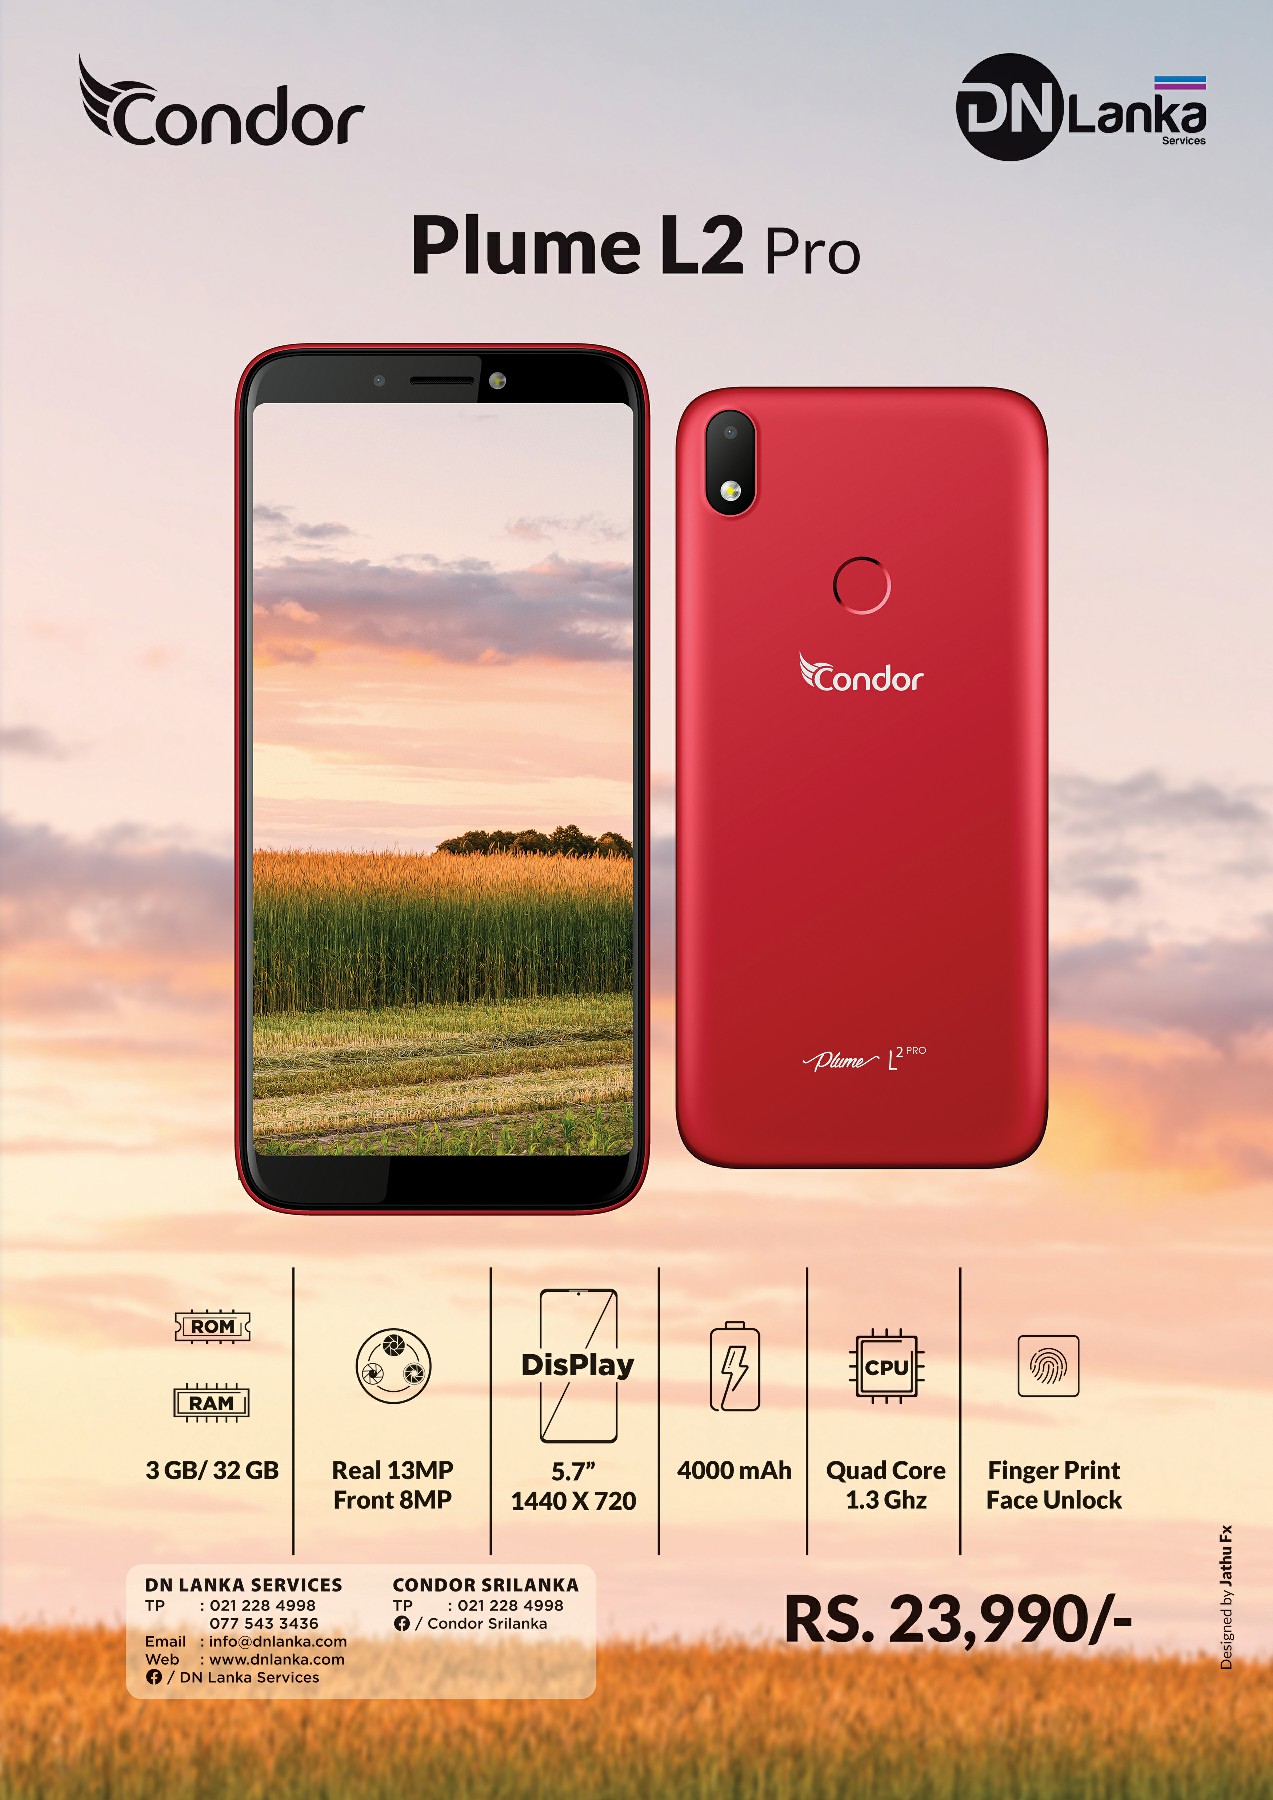 Condor
DN Lanka
Services
Plume L2 Pro
Condor
Plume L2 PRO
ROM
RAM
3 GB/ 32 GB
Real 13MP
Front 8MP
DisPlay
5.7”
1440 X 720
4000 mAh
CPU
Quad Core
1.3 Ghz
Finger Print
Face Unlock
DN LANKA SERVICES
TP : 021 228 4998
077 543 3436
Email : info@dnlanka.com
Web : www.dnlanka.com
/ DN Lanka Services
CONDOR SRILANKA
TP : 021 228 4998
/ Condor Srilanka
RS. 23,990/-
Designed by Jathu Fx